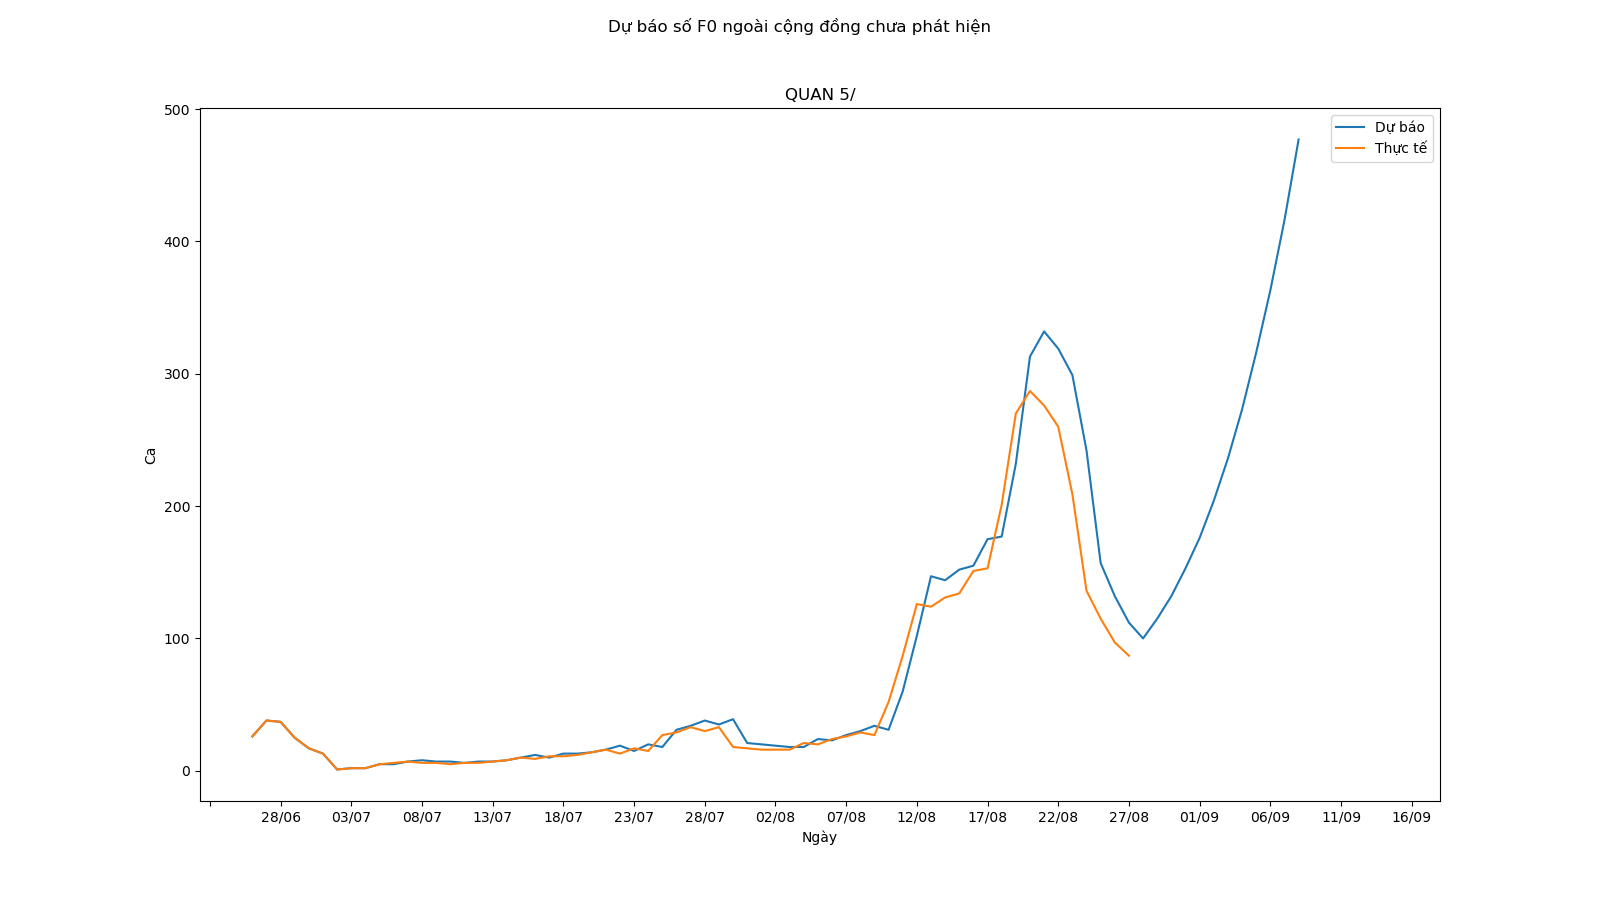 Dự báo số F0 ngoài cộng đồng chưa phát hiện
QUAN 5/
Dự báo
Thực tế
500
400
300
200
100
0
Ca
28/06 03/07 08/07 13/07 18/07 23/07 28/07 02/08 07/08 12/08 17/08 22/08 27/08 01/09 06/09 11/09 16/09
Ngày